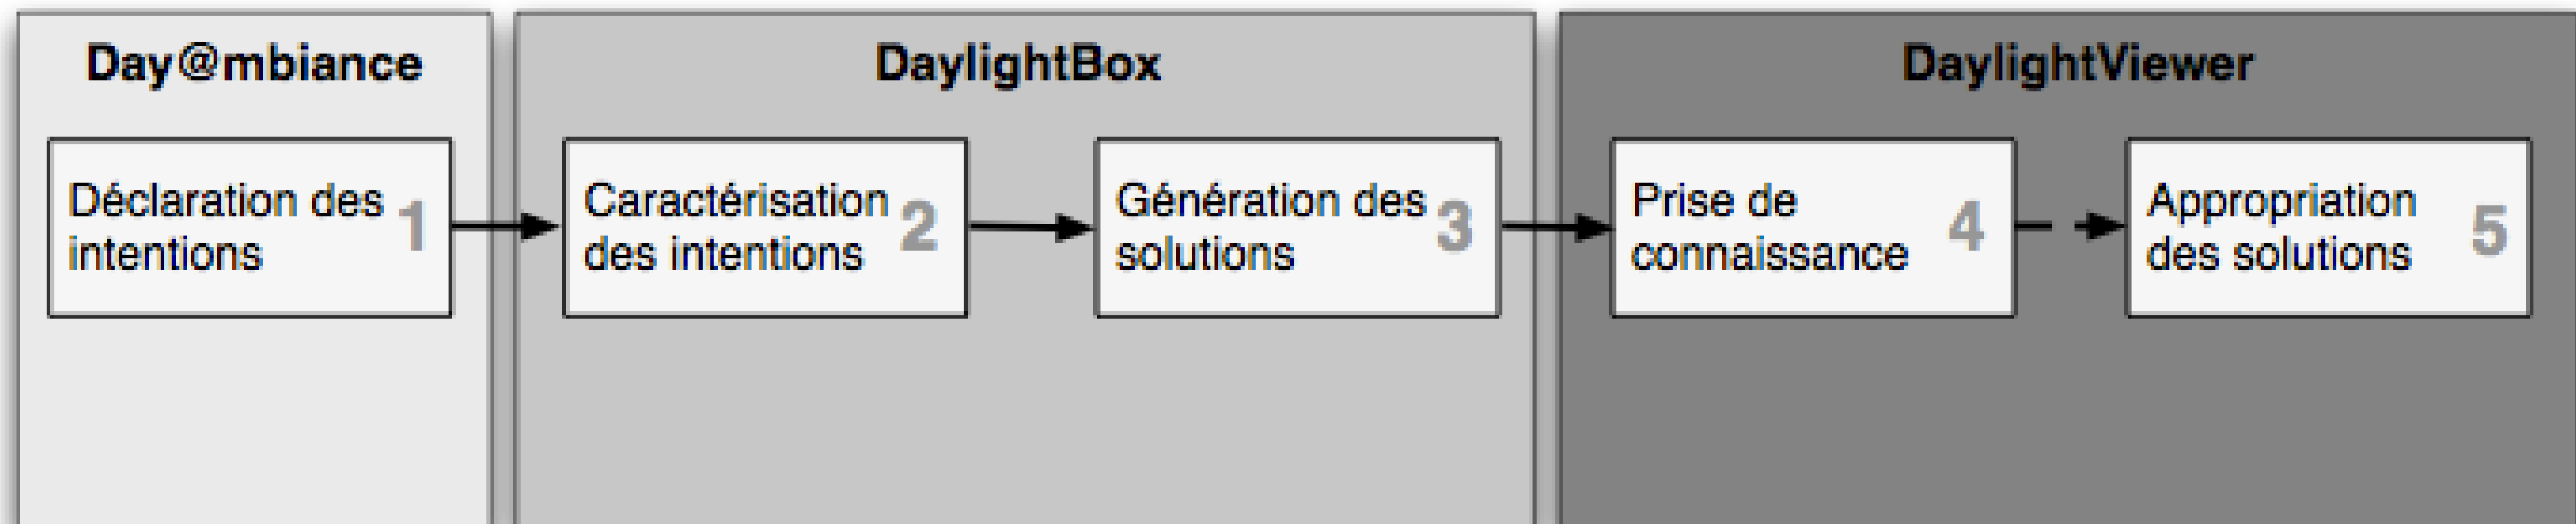 Day@mbiance
Déclaration des
intentions
1
DaylightBox
Caractérisation
des intentions
2
Génération des
solutions
3
DaylightViewer
Prise de
connaissance
4
Appropriation
des solutions
5